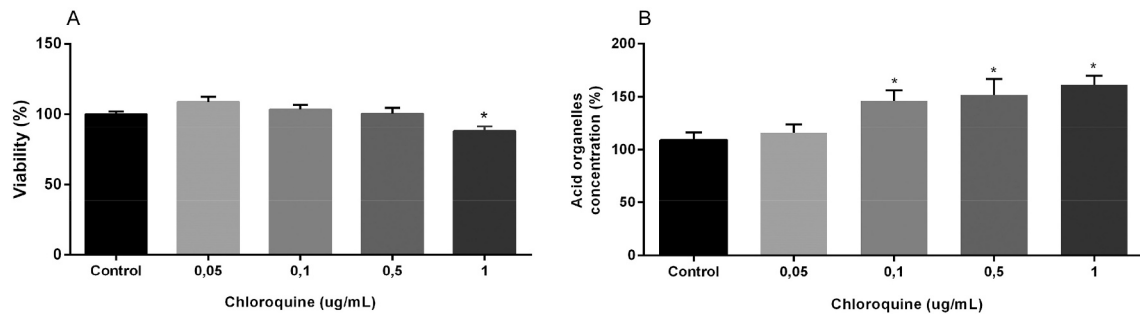 A
Viability (%)
150
100
50
0
*
Control
0,05
0,1
0,5
1
Chloroquine (ug/mL)
B
Acid organelles
concentration (%)
200
150
100
50
0
*
*
*
Control
0,05
0,1
0,5
1
Chloroquine (ug/mL)